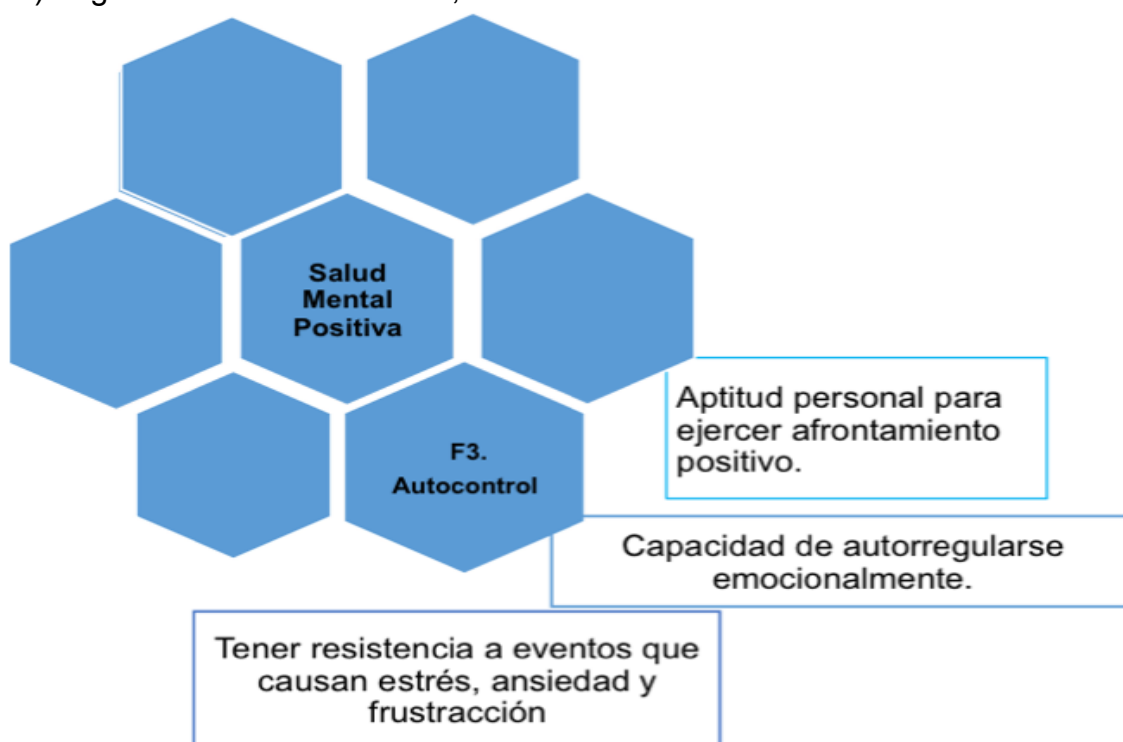 Salud
Mental
Positiva
F3.
Autocontrol
Aptitud personal para
ejercer afrontamiento
positivo.
Capacidad de autorregularse
emocionalmente.
Tener resistencia a eventos que
causan estrés, ansiedad y
frustracción